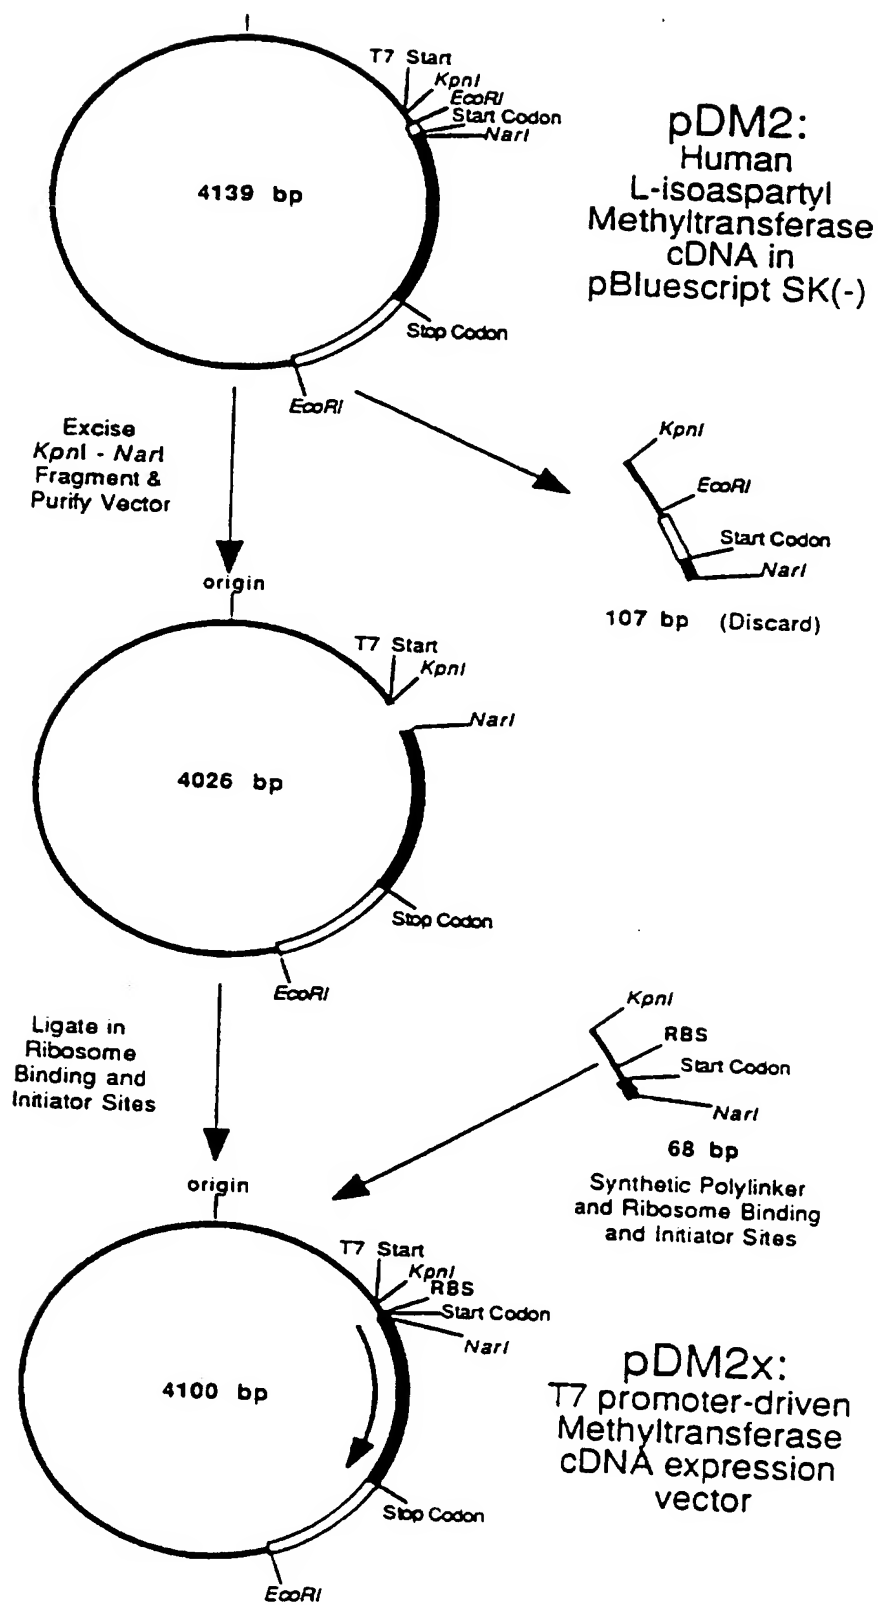 T7 Start
KpnI
EcoRI
Start Codon
NarI
4139 bp
Stop Codon
EcoRI
pDM2:
Human
L-isoaspartyl
Methyltransferase
cDNA in
pBluescript SK(-)
Excise
KpnI - NarI
Fragment &
Purify Vector
KpnI
EcoRI
Start Codon
NarI
107 bp (Discard)
origin
T7 Start
KpnI
NarI
4026 bp
Stop Codon
EcoRI
Ligate in
Ribosome
Binding and
Initiator Sites
KpnI
RBS
Start Codon
NarI
68 bp
Synthetic Polylinker
and Ribosome Binding
and Initiator Sites
origin
T7 Start
KpnI
RBS
Start Codon
NarI
4100 bp
Stop Codon
EcoRI
pDM2x:
T7 promoter-driven
Methyltransferase
cDNA expression
vector